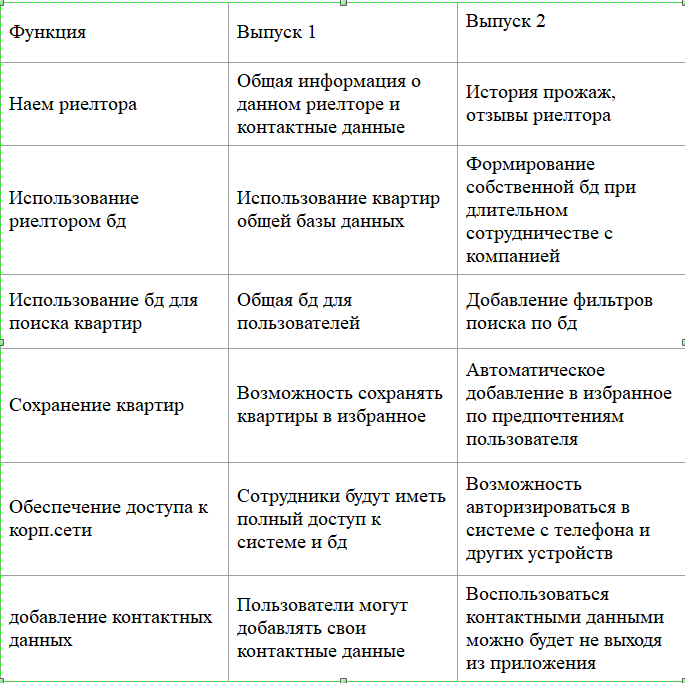 Функция
Выпуск 1
Выпуск 2
Наем риелтора
Общая информация о
данном риелторе и
контактные данные
История прожаж,
отзывы риелтора
Использование
риелтором бд
Использование квартир
общей базы данных
Формирование
собственной бд при
длительном
сотрудничестве с
компанией
Использование бд для
поиска квартир
Общая бд для
пользователей
Добавление фильтров
поиска по бд
Сохранение квартир
Возможность сохранять
квартиры в избранное
Автоматическое
добавление в избранное
по предпочтениям
пользователя
Обеспечение доступа к
корп.сети
Сотрудники будут иметь
полный доступ к
системе и бд
Возможность
авторизироваться в
системе с телефона и
других устройств
добавление контактных
данных
Пользователи могут
добавлять свои
контактные данные
Воспользоваться
контактными данными
можно будет не выходя
из приложения